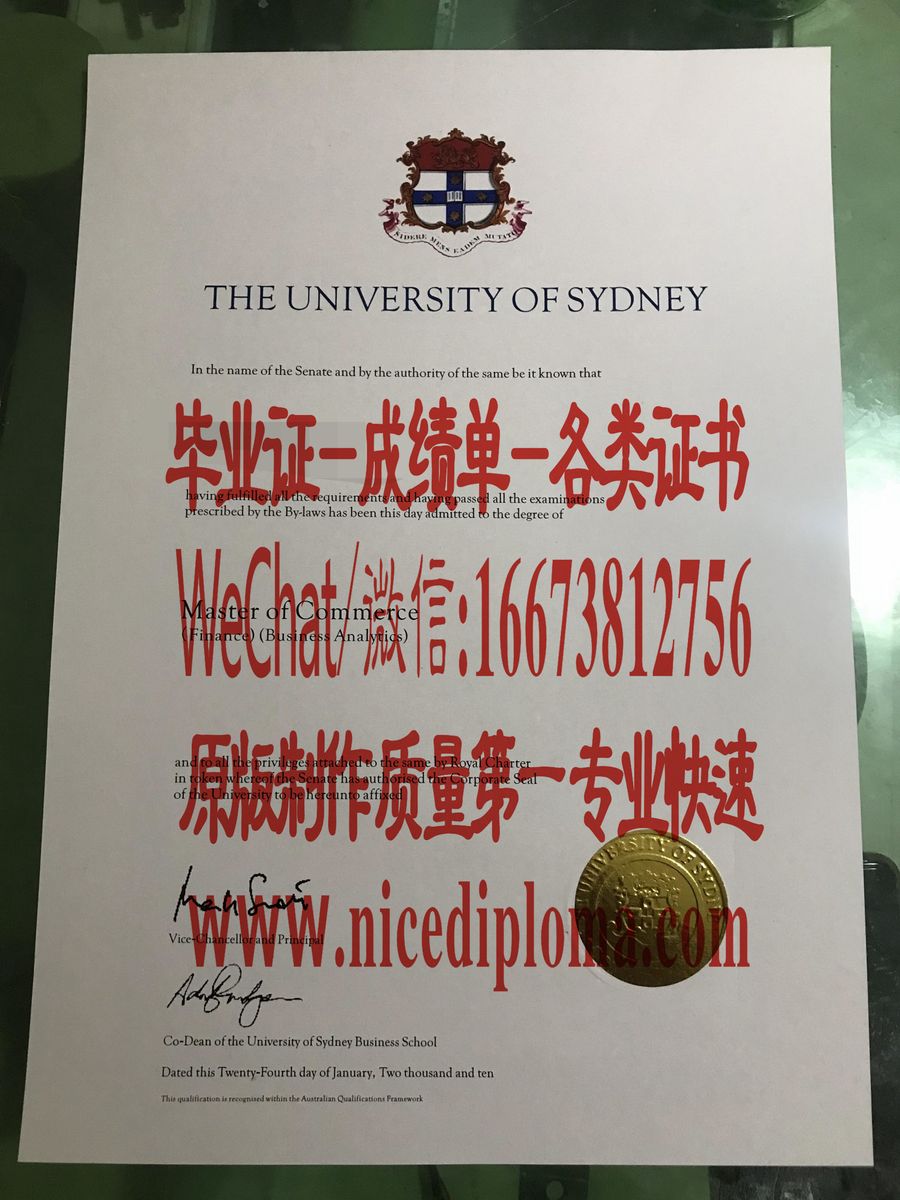 SIDERE MENS EADEM MUTATO
THE UNIVERSITY OF SYDNEY
In the name of the Senate and by the authority of the same be it known that
毕业证一成绩单一各类证书
having fulfilled all the requirements and having passed all the examinations
prescribed by the By-laws has been this day admitted to the degree of
WeChat/微信:16673812756
Master of Commerce
(Finance) (Business Analytics)
原版制作质量第一专业快速
and to all the privileges attached to the same by Royal Charter
in token whereof the Senate has authorised the Corporate Seal
of the University to be hereunto affixed
UNIVERSITY OF SYD
www.nicediploma.com
Vice-Chancellor and Principal
Co-Dean of the University of Sydney Business School
Dated this Twenty-Fourth day of January, Two thousand and ten
This qualification is recognised within the Australian Qualifications Framework